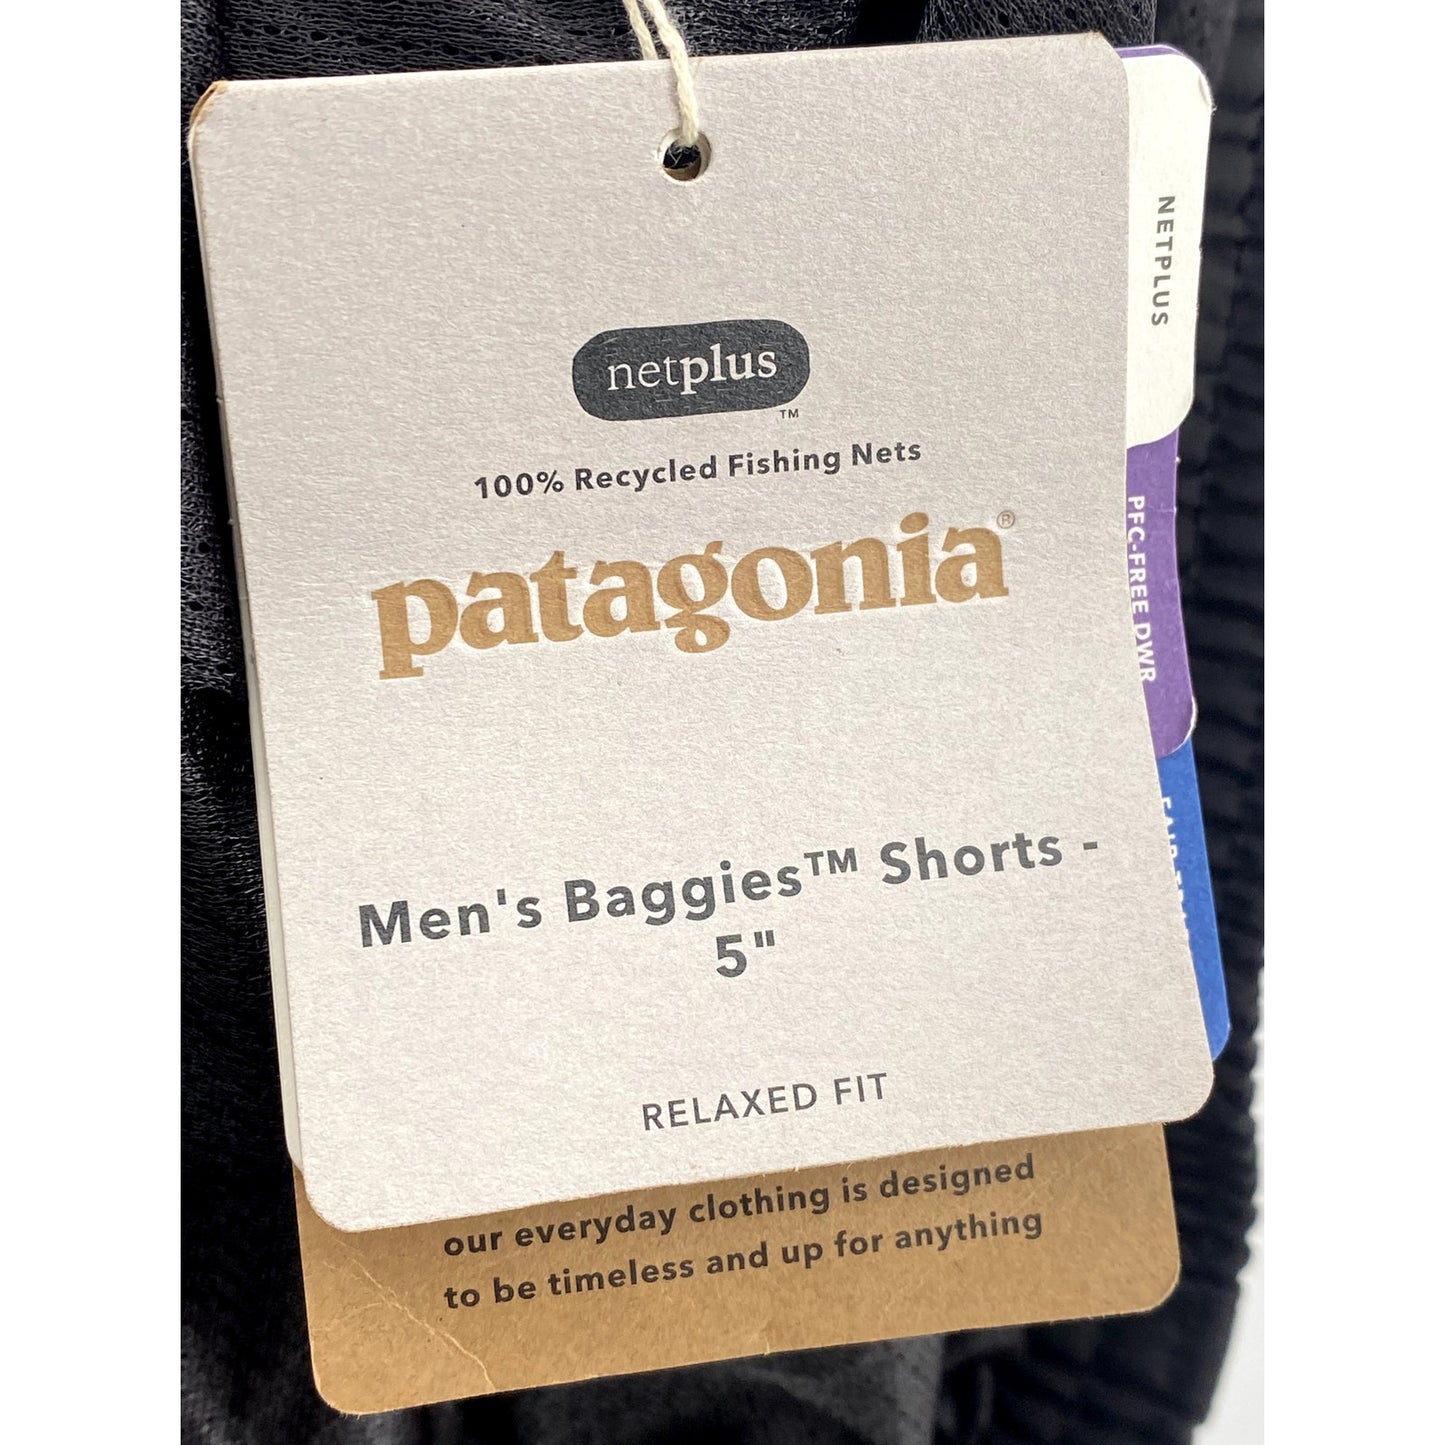 netplus
™
100% Recycled Fishing Nets
patagonia®
Men's Baggies™ Shorts -
5"
RELAXED FIT
our everyday clothing is designed
to be timeless and up for anything
NETPLUS
PFC-FREE DWR
FAIR